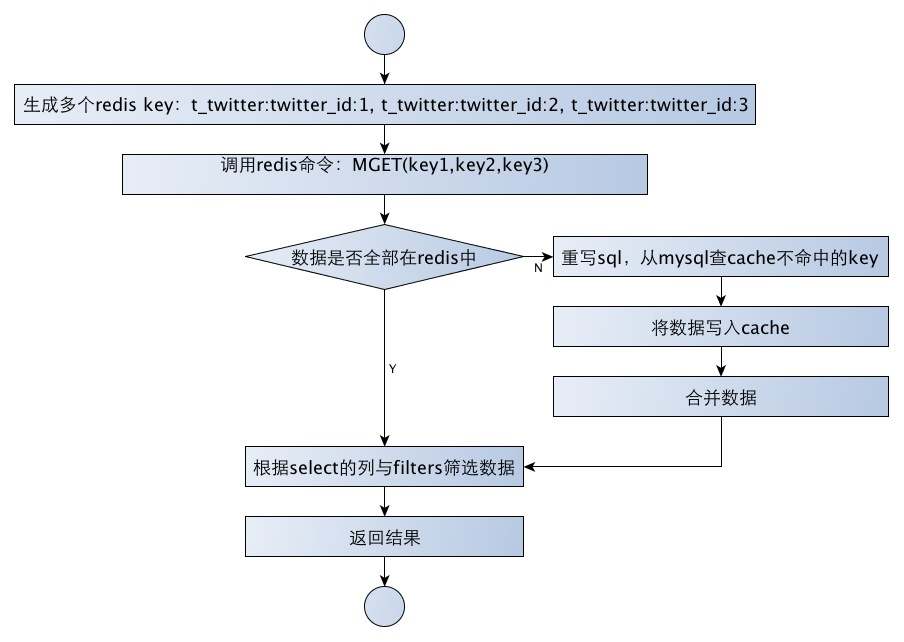 生成多个redis key：t_twitter:twitter_id:1, t_twitter:twitter_id:2, t_twitter:twitter_id:3
调用redis命令：MGET(key1,key2,key3)
数据是否全部在redis中
N
重写sql，从mysql查cache不命中的key
将数据写入cache
合并数据
Y
根据select的列与filters筛选数据
返回结果